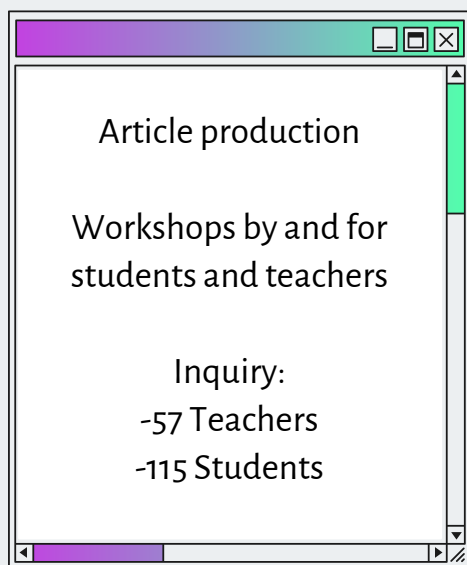 Article production
Workshops by and for
students and teachers
Inquiry:
-57 Teachers
-115 Students